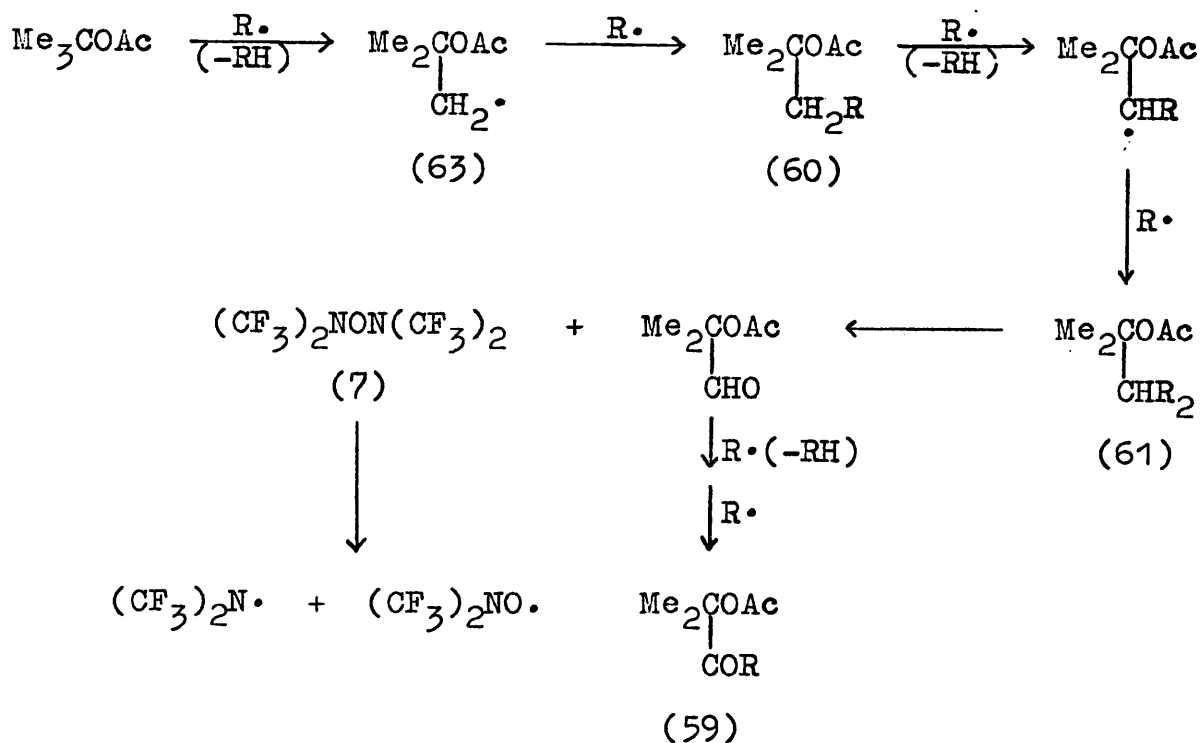 Me3COAc R• (-RH) Me2COAc R• Me2COAc R• (-RH) Me2COAc
CH2• CH2R CHR
•
(63) (60)
R•
(CF3)2NON(CF3)2 + Me2COAc Me2COAc
(7) CHO CHR2
R•(-RH) (61)
R•
(CF3)2N• + (CF3)2NO• Me2COAc
COR
(59)